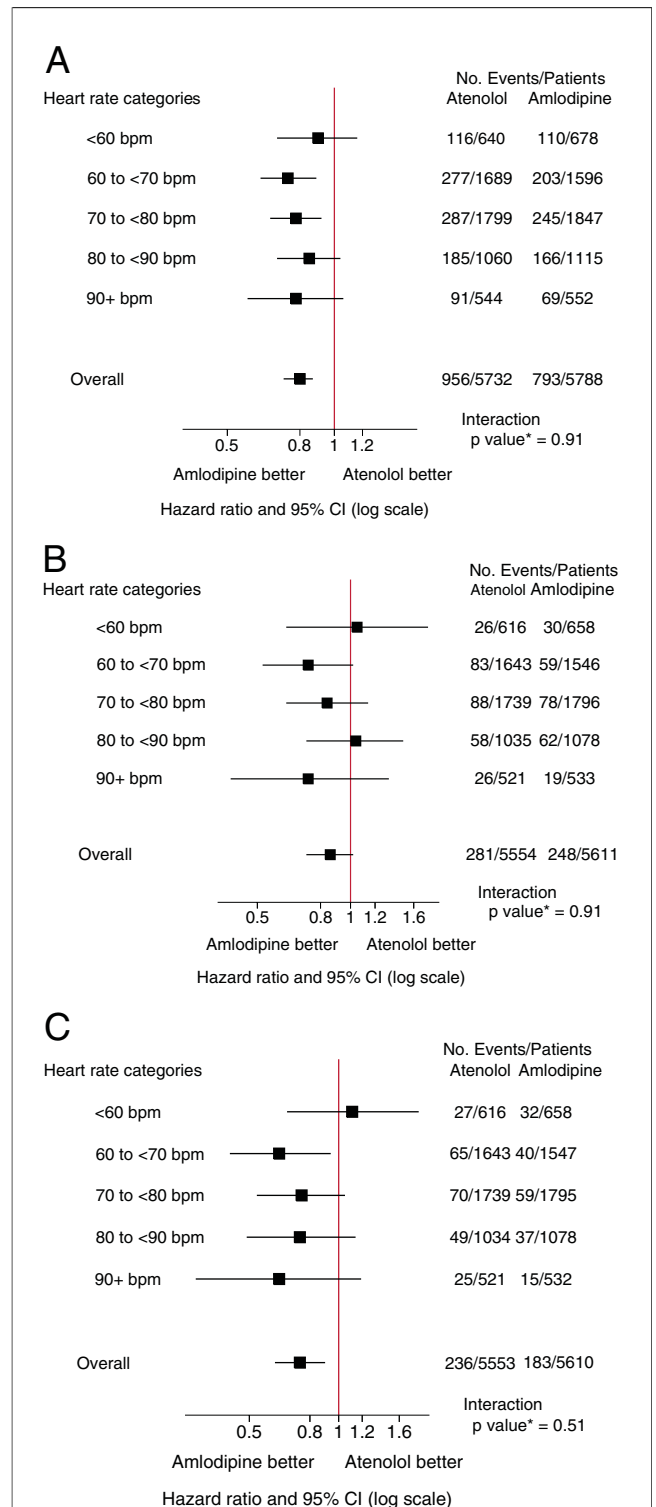 A
No. Events/Patients
Heart rate categories Atenolol Amlodipine
<60 bpm 116/640 110/678
60 to <70 bpm 277/1689 203/1596
70 to <80 bpm 287/1799 245/1847
80 to <90 bpm 185/1060 166/1115
90+ bpm 91/544 69/552
Overall 956/5732 793/5788
Interaction
p value* = 0.91
0.5 0.8 1 1.2
Amlodipine better Atenolol better
Hazard ratio and 95% CI (log scale)
B
No. Events/Patients
Heart rate categories Atenolol Amlodipine
<60 bpm 26/616 30/658
60 to <70 bpm 83/1643 59/1546
70 to <80 bpm 88/1739 78/1796
80 to <90 bpm 58/1035 62/1078
90+ bpm 26/521 19/533
Overall 281/5554 248/5611
Interaction
p value* = 0.91
0.5 0.8 1 1.2 1.6
Amlodipine better Atenolol better
Hazard ratio and 95% CI (log scale)
C
No. Events/Patients
Heart rate categories Atenolol Amlodipine
<60 bpm 27/616 32/658
60 to <70 bpm 65/1643 40/1547
70 to <80 bpm 70/1739 59/1795
80 to <90 bpm 49/1034 37/1078
90+ bpm 25/521 15/532
Overall 236/5553 183/5610
Interaction
p value* = 0.51
0.5 0.8 1 1.2 1.6
Amlodipine better Atenolol better
Hazard ratio and 95% CI (log scale)